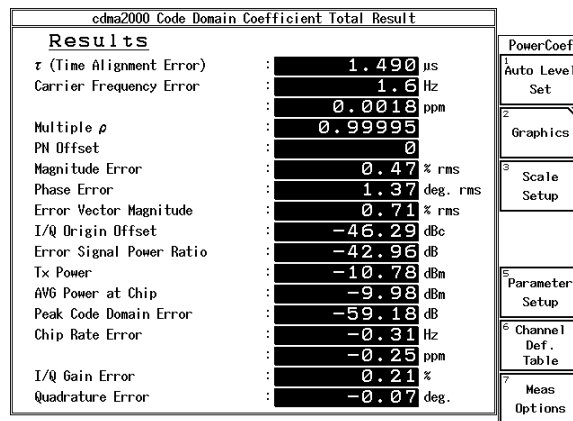 cdma2000 Code Domain Coefficient Total Result
Results
τ (Time Alignment Error) : 1.490 μs
Carrier Frequency Error : 1.6 Hz
: 0.0018 ppm
Multiple ρ : 0.99995
PN Offset : 0
Magnitude Error : 0.47 % rms
Phase Error : 1.37 deg. rms
Error Vector Magnitude : 0.71 % rms
I/Q Origin Offset : -46.29 dBc
Error Signal Power Ratio : -42.96 dB
Tx Power : -10.78 dBm
AVG Power at Chip : -9.98 dBm
Peak Code Domain Error : -59.18 dB
Chip Rate Error : -0.31 Hz
: -0.25 ppm
I/Q Gain Error : 0.21 %
Quadrature Error : -0.07 deg.
PowerCoef
1
Auto Level
Set
2
Graphics
3
Scale
Setup
5
Parameter
Setup
6 Channel
Def.
Table
7
Meas
Options